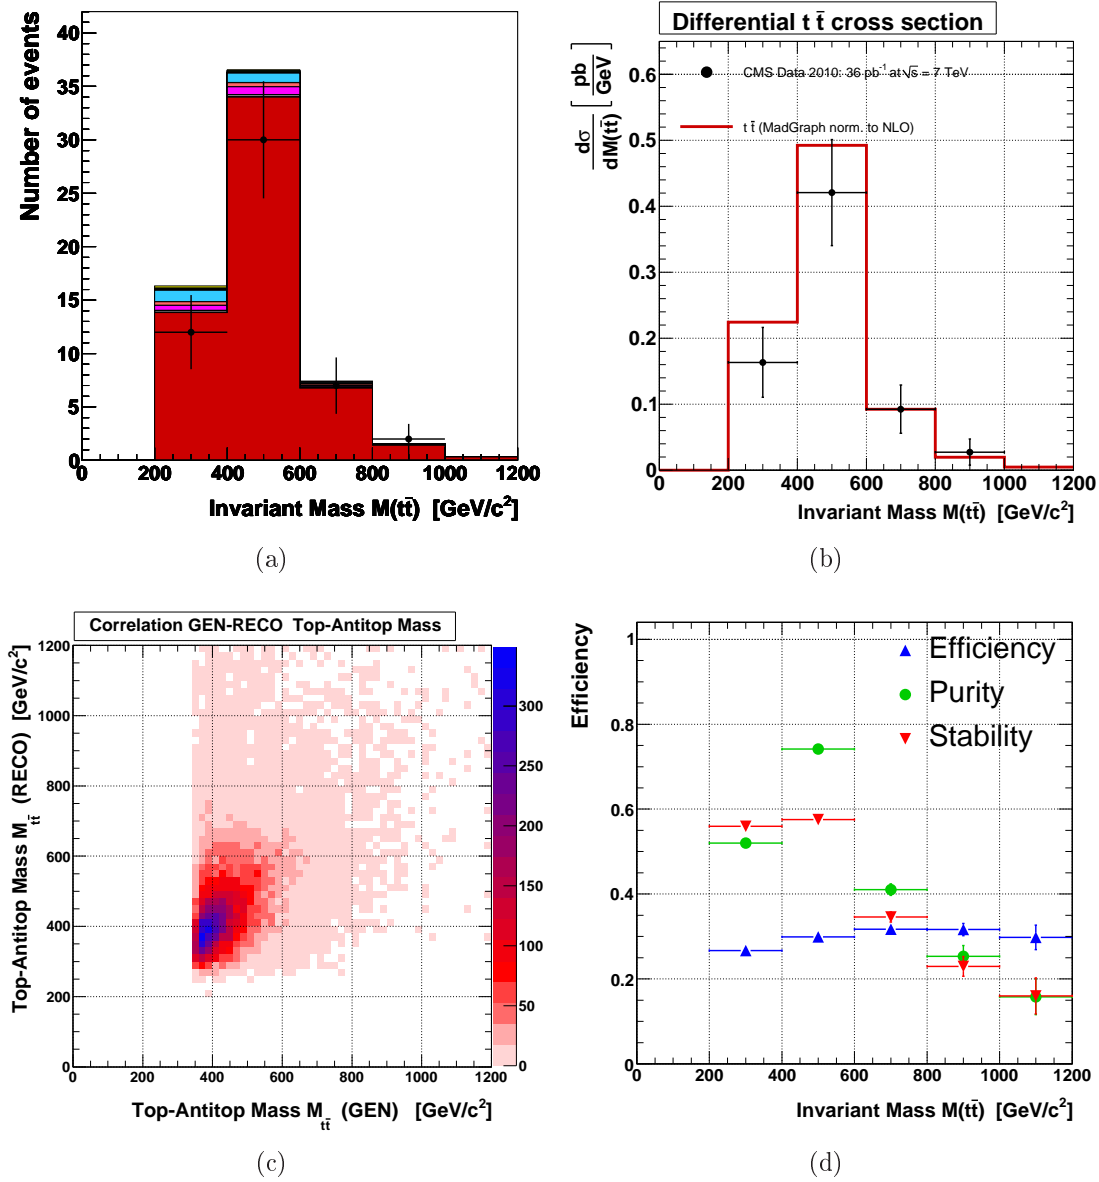 Number of events
40
35
30
25
20
15
10
5
0
0 200 400 600 800 1000 1200
Invariant Mass M(tt̄) [GeV/c²]
(a)
Differential t t̄ cross section
dσ/dM(tt̄) [pb/GeV]
CMS Data 2010: 36 pb⁻¹ at √s = 7 TeV
t t̄ (MadGraph norm. to NLO)
0.6
0.5
0.4
0.3
0.2
0.1
0
0 200 400 600 800 1000 1200
Invariant Mass M(tt̄) [GeV/c²]
(b)
Correlation GEN-RECO Top-Antitop Mass
Top-Antitop Mass M_tt̄ (RECO) [GeV/c²]
1200
1000
800
600
400
200
0
0 200 400 600 800 1000 1200
300
250
200
150
100
50
0
Top-Antitop Mass M_tt̄ (GEN) [GeV/c²]
(c)
Efficiency
1
0.8
0.6
0.4
0.2
0
Efficiency
Purity
Stability
0 200 400 600 800 1000 1200
Invariant Mass M(tt̄) [GeV/c²]
(d)